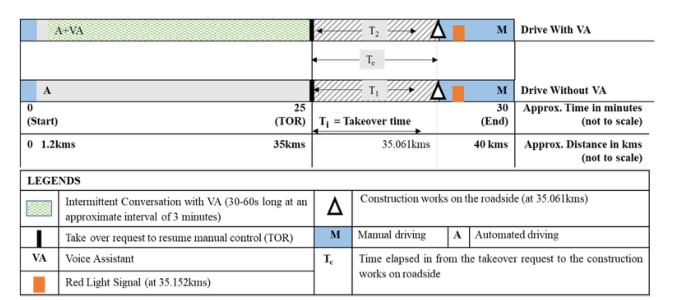 A+VA
T2
M
Drive With VA
Tc
A
T1
M
Drive Without VA
0
25
30
Approx. Time in minutes
(Start)
(TOR)
Ti = Takeover time
(End)
(not to scale)
0 1.2kms
35kms
35.061kms
40 kms
Approx. Distance in kms
(not to scale)
LEGENDS
Intermittent Conversation with VA (30-60s long at an
approximate interval of 3 minutes)
Construction works on the roadside (at 35.061kms)
Take over request to resume manual control (TOR)
M
Manual driving
A
Automated driving
VA
Voice Assistant
Tc
Time elapsed in from the takeover request to the construction
works on roadside
Red Light Signal (at 35.152kms)